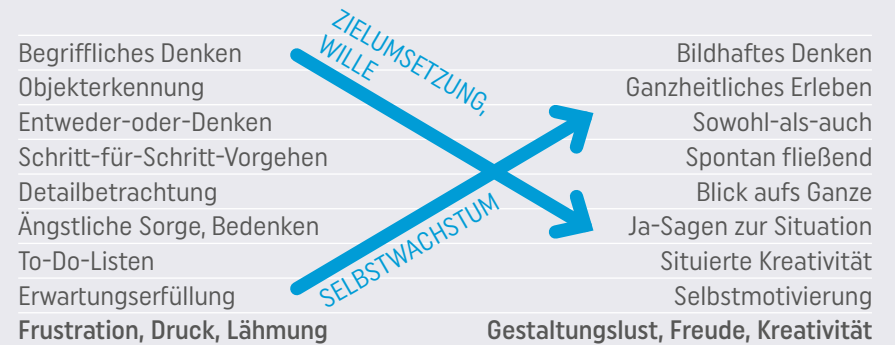 ZIELUMSETZUNG,
WILLE
Begriffliches Denken Bildhaftes Denken
Objekterkennung Ganzheitliches Erleben
Entweder-oder-Denken Sowohl-als-auch
Schritt-für-Schritt-Vorgehen Spontan fließend
Detailbetrachtung Blick aufs Ganze
Ängstliche Sorge, Bedenken Ja-Sagen zur Situation
To-Do-Listen Situierte Kreativität
Erwartungserfüllung Selbstmotivierung
SELBSTWACHSTUM
Frustration, Druck, Lähmung Gestaltungslust, Freude, Kreativität